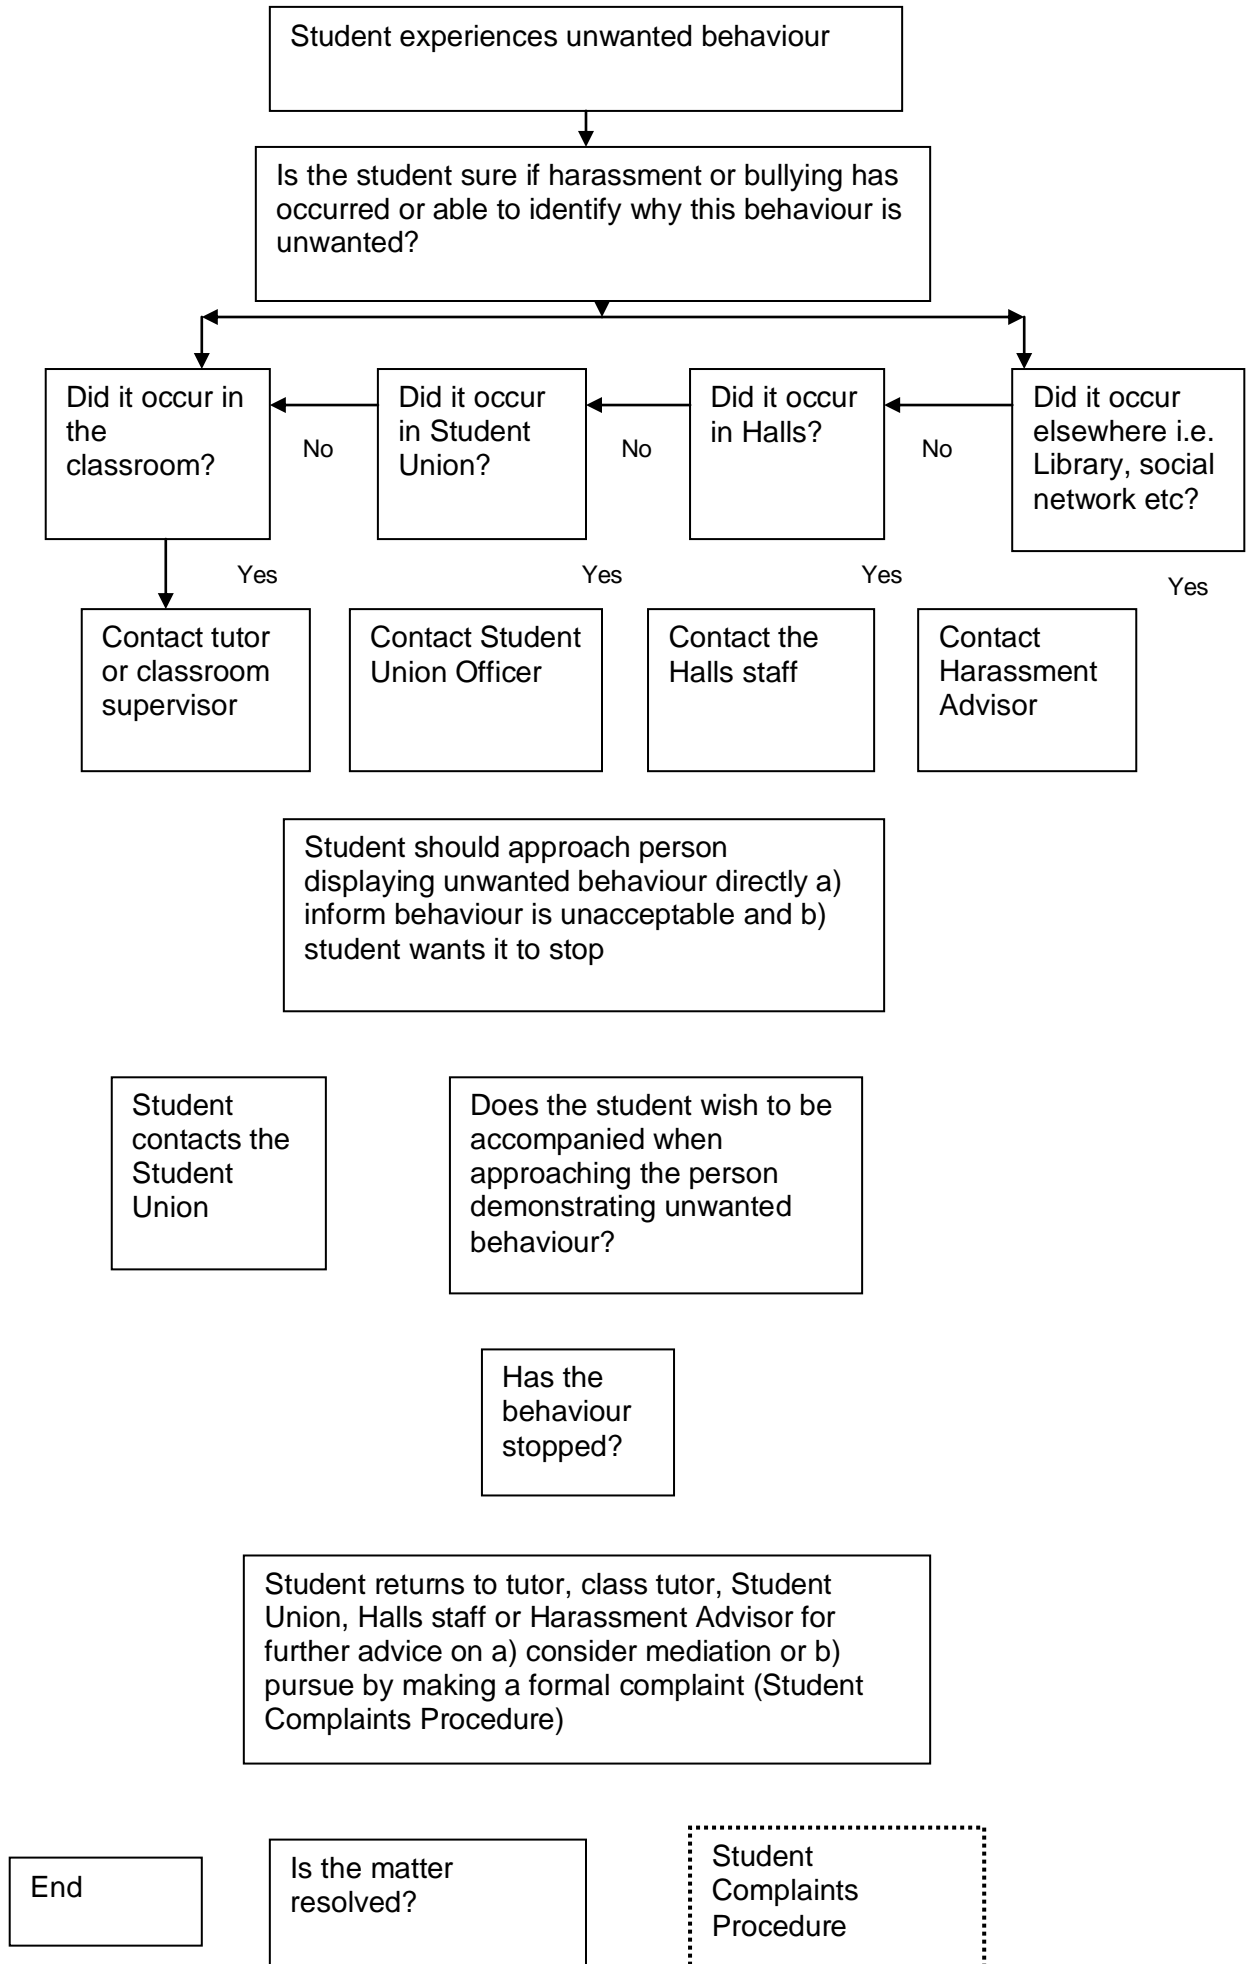 Student experiences unwanted behaviour
Is the student sure if harassment or bullying has
occurred or able to identify why this behaviour is
unwanted?
Did it occur in
the
classroom?
No
Did it occur
in Student
Union?
No
Did it occur
in Halls?
No
Did it occur
elsewhere i.e.
Library, social
network etc?
Yes
Yes
Yes
Yes
Contact tutor
or classroom
supervisor
Contact Student
Union Officer
Contact the
Halls staff
Contact
Harassment
Advisor
Student should approach person
displaying unwanted behaviour directly a)
inform behaviour is unacceptable and b)
student wants it to stop
Student
contacts the
Student
Union
Does the student wish to be
accompanied when
approaching the person
demonstrating unwanted
behaviour?
Has the
behaviour
stopped?
Student returns to tutor, class tutor, Student
Union, Halls staff or Harassment Advisor for
further advice on a) consider mediation or b)
pursue by making a formal complaint (Student
Complaints Procedure)
End
Is the matter
resolved?
Student
Complaints
Procedure